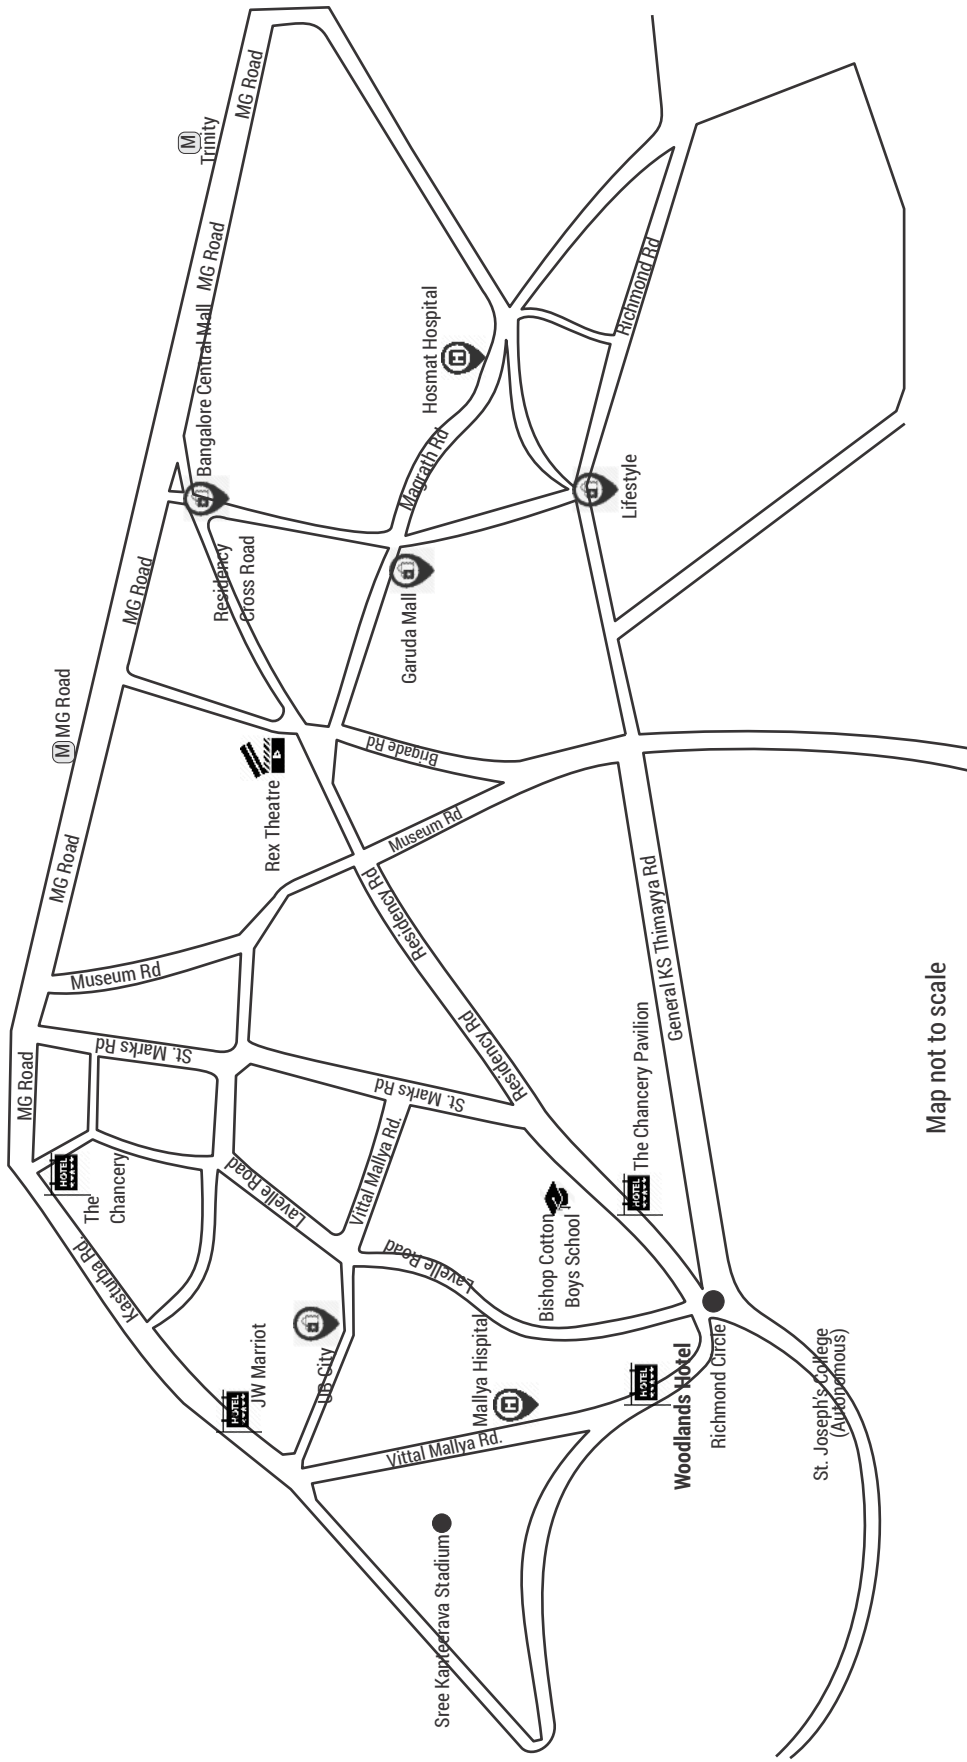 MG Road
M
Trinity
MG Road
Bangalore Central Mall
MG Road
M MG Road
MG Road
MG Road
Hosmat Hospital
H
Richmond Rd
Magrath Rd
Lifestyle
Residency
Cross Road
Garuda Mall
Rex Theatre
Brigade Rd
Museum Rd
Museum Rd
Residency Rd
Residency Rd
St. Marks Rd
St. Marks Rd
General KS Thimayya Rd
HOTEL
The
Chancery
Kasturba Rd.
Lavelle Road
Vittal Mallya Rd.
Lavelle Road
HOTEL
The Chancery Pavilion
Bishop Cotton
Boys School
HOTEL
JW Marriot
UB City
Mallya Hispital
H
Vittal Mallya Rd.
HOTEL
Woodlands Hotel
Richmond Circle
St. Joseph's College
(Autonomous)
Sree Kanteerava Stadium
Map not to scale